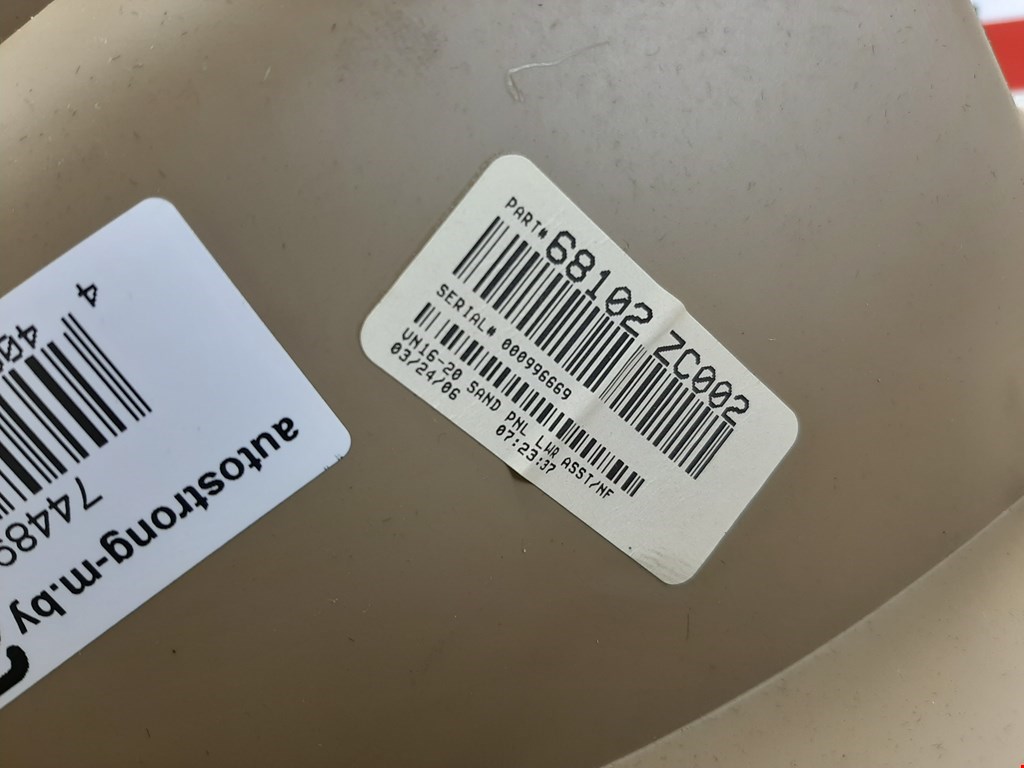 PART# 68102 ZC002
SERIAL# 000996669
VN16-20 SAND PNL LWR ASST/NF
03/24/06 07:23:37
autostrong-m.by
74489
4 40